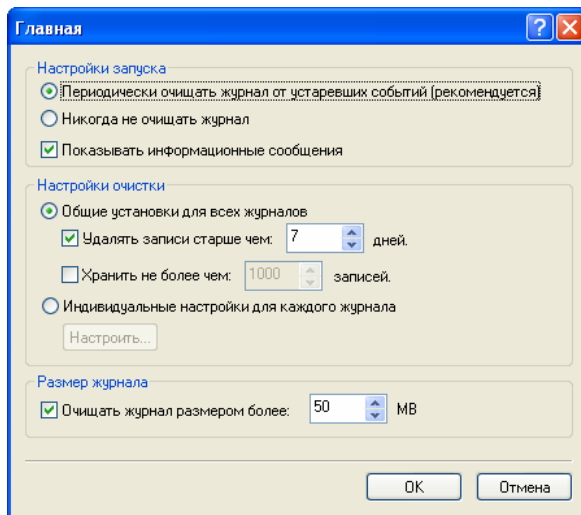 Главная
Настройки запуска
Периодически очищать журнал от устаревших событий (рекомендуется)
Никогда не очищать журнал
Показывать информационные сообщения
Настройки очистки
Общие установки для всех журналов
Удалять записи старше чем: 7 дней.
Хранить не более чем: 1000 записей.
Индивидуальные настройки для каждого журнала
Настроить...
Размер журнала
Очищать журнал размером более: 50 MB
OK Отмена